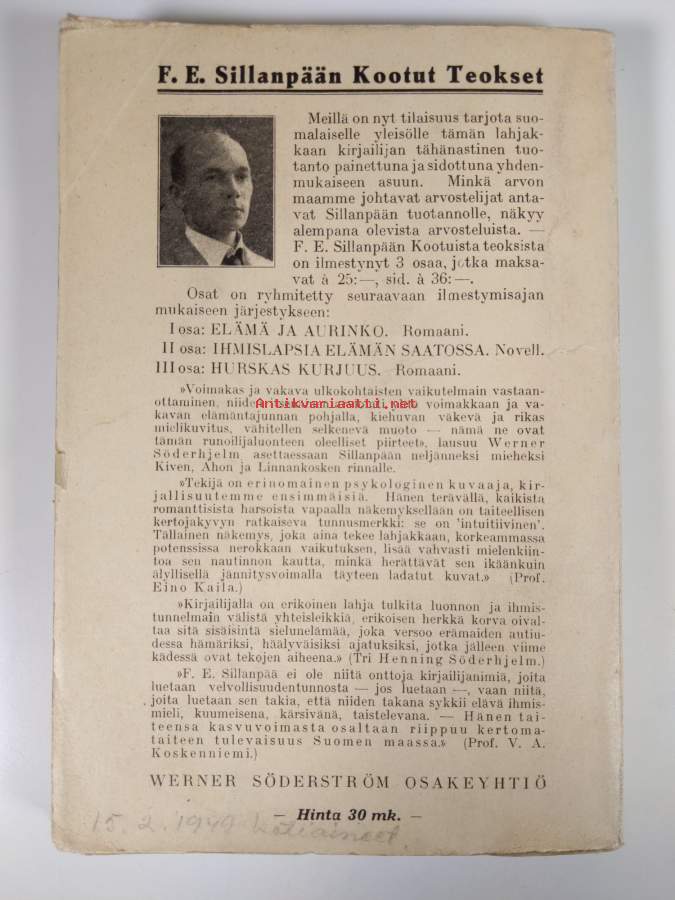 F. E. Sillanpään Kootut Teokset
Meillä on nyt tilaisuus tarjota suo-
malaiselle yleisölle tämän lahjak-
kaan kirjailijan tähänastinen tuo-
tanto painettuna ja sidottuna yhden-
mukaiseen asuun. Minkä arvon
maamme johtavat arvostelijat anta-
vat Sillanpään tuotannolle, näkyy
alempana olevista arvosteluista. —
F. E. Sillanpään Kootuista teoksista
on ilmestynyt 3 osaa, jotka maksa-
vat à 25:—, sid. à 36:—.
Osat on ryhmitetty seuraavaan ilmestymisajan
mukaiseen järjestykseen:
I osa: ELÄMÄ JA AURINKO. Romaani.
II osa: IHMISLAPSIA ELÄMÄN SAATOSSA. Novell.
III osa: HURSKAS KURJUUS. Romaani.
»Voimakas ja vakava ulkokohtaisten vaikutelmain vastaan-
ottaminen, niiden voimakkaan ja va-
Antikvariaatti.net
kavan elämäntajunnan pohjalla, kiehuvan väkevä ja rikas
mielikuvitus, vähitellen selkenevä muoto — nämä ne ovat
tämän runoilijaluonteen oleelliset piirteet», lausuu Werner
Söderhjelm asettaessaan Sillanpään neljänneksi mieheksi
Kiven, Ahon ja Linnankosken rinnalle.
»Tekijä on erinomainen psykologinen kuvaaja, kir-
jallisuutemme ensimmäisiä. Hänen terävällä, kaikista
romanttisista harsoista vapaalla näkemyksellään on taiteellisen
kertojakyvyn ratkaiseva tunnusmerkki: se on 'intuitiivinen'.
Tällainen näkemys, joka aina tekee lahjakkaan, korkeammassa
potenssissa nerokkaan vaikutuksen, lisää vahvasti mielenkiin-
toa sen nautinnon kautta, minkä herättävät sen ikäänkuin
älyllisellä jännitysvoimalla täyteen ladatut kuvat.» (Prof.
Eino Kaila.)
»Kirjailijalla on erikoinen lahja tulkita luonnon ja ihmis-
tunnelmain välistä yhteisleikkiä, erikoisen herkkä korva oival-
taa sitä sisäisintä sielunelämää, joka versoo erämaiden autiu-
dessa hämäriksi, häälyväisiksi ajatuksiksi, jotka jälleen viime
kädessä ovat tekojen aiheena.» (Tri Henning Söderhjelm.)
»F. E. Sillanpää ei ole niitä onttoja kirjailijanimiä, joita
luetaan velvollisuudentunnosta — jos luetaan —, vaan niitä,
joita luetaan sen takia, että niiden takana sykkii elävä ihmis-
mieli, kuumeisena, kärsivänä, taistelevana. — Hänen tai-
teensa kasvuvoimasta osaltaan riippuu kertoma-
taiteen tulevaisuus Suomen maassa.» (Prof. V. A.
Koskenniemi.)
WERNER SÖDERSTRÖM OSAKEYHTIÖ
— Hinta 30 mk. —
15. 2. 1949 Kotiaineet